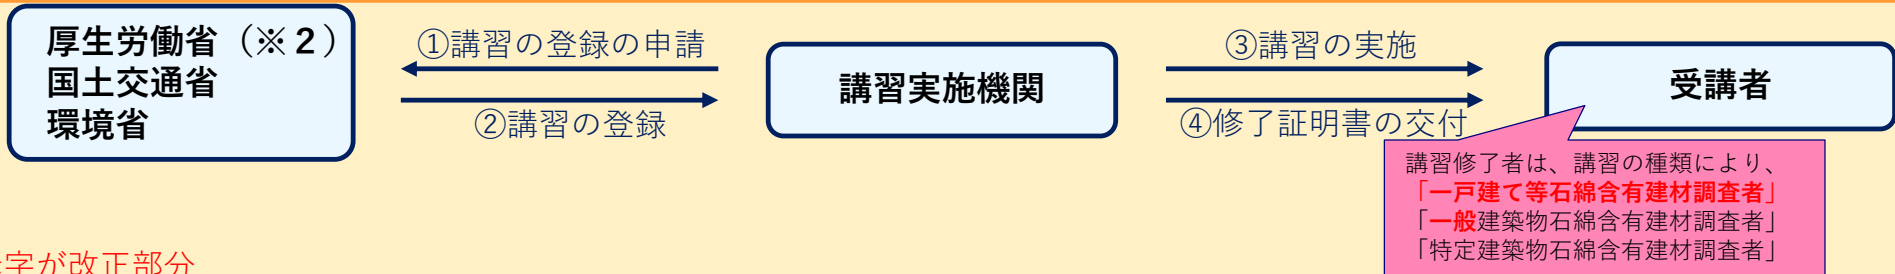 厚生労働省（※２）
国土交通省
環境省
①講習の登録の申請
②講習の登録
講習実施機関
③講習の実施
④修了証明書の交付
受講者
講習修了者は、講習の種類により、
「一戸建て等石綿含有建材調査者」
「一般建築物石綿含有建材調査者」
「特定建築物石綿含有建材調査者」
字が改正部分